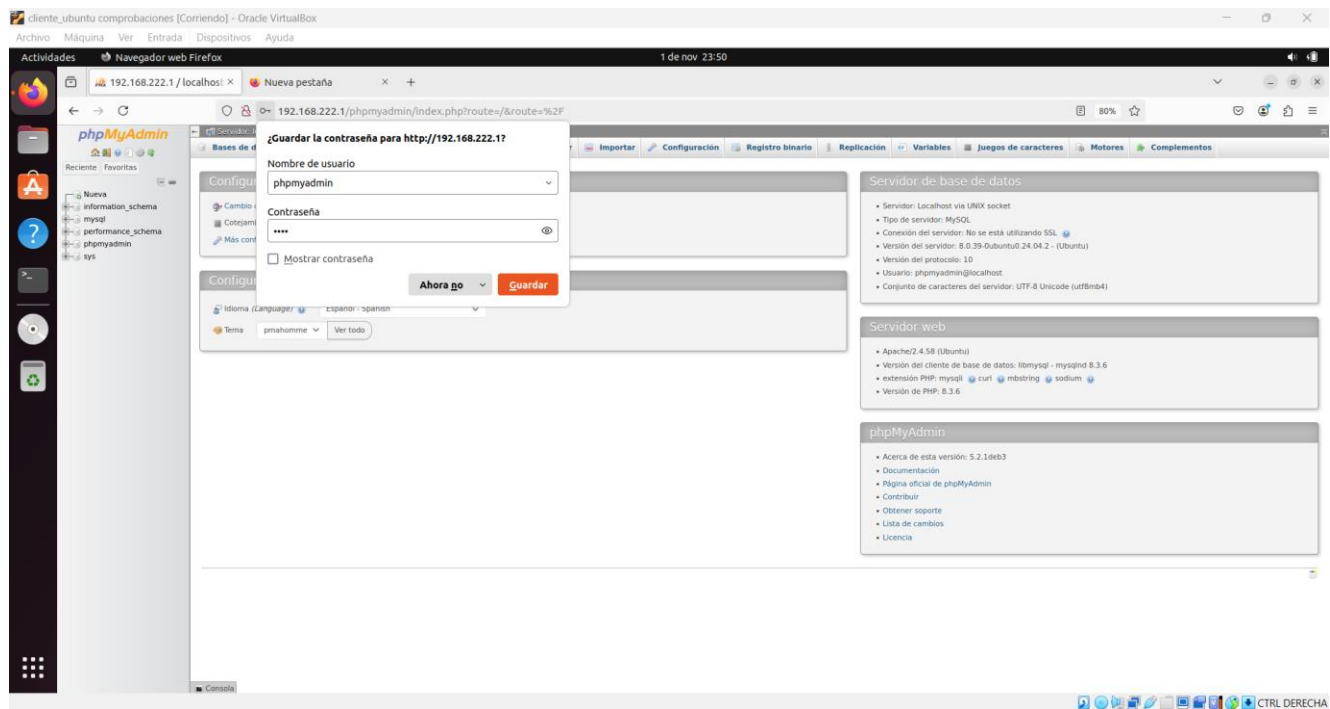 cliente_ubuntu comprobaciones [Corriendo] - Oracle VirtualBox
Archivo Máquina Ver Entrada Dispositivos Ayuda
Actividades Navegador web Firefox 1 de nov 23:50
192.168.222.1 / localhost Nueva pestaña
192.168.222.1/phpmyadmin/index.php?route=/&route=%2F 80%
phpMyAdmin
Reciente Favoritas
Nueva
information_schema
mysql
performance_schema
phpmyadmin
sys
Servidor: l
Bases de d
Importar Configuración Registro binario Replicación Variables Juegos de caracteres Motores Complementos
¿Guardar la contraseña para http://192.168.222.1?
Nombre de usuario
phpmyadmin
Contraseña
••••
Mostrar contraseña
Ahora no Guardar
Configu
Cambio
Cotejami
Más conf
Configu
Idioma (Language) Español - Spanish
Tema pmahomme Ver todo
Servidor de base de datos
• Servidor: Localhost via UNIX socket
• Tipo de servidor: MySQL
• Conexión del servidor: No se está utilizando SSL
• Versión del servidor: 8.0.39-0ubuntu0.24.04.2 - (Ubuntu)
• Versión del protocolo: 10
• Usuario: phpmyadmin@localhost
• Conjunto de caracteres del servidor: UTF-8 Unicode (utf8mb4)
Servidor web
• Apache/2.4.58 (Ubuntu)
• Versión del cliente de base de datos: libmysql - mysqlnd 8.3.6
• extensión PHP: mysqli curl mbstring sodium
• Versión de PHP: 8.3.6
phpMyAdmin
• Acerca de esta versión: 5.2.1deb3
• Documentación
• Página oficial de phpMyAdmin
• Contribuir
• Obtener soporte
• Lista de cambios
• Licencia
Consola
CTRL DERECHA